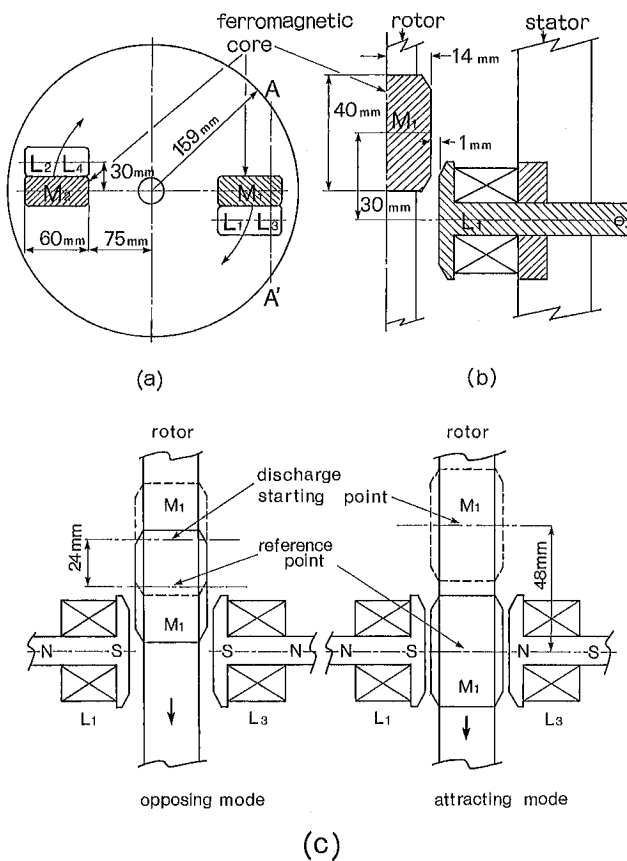 ferromagnetic
core
rotor
stator
A
159mm
14mm
40mm
M₁
1mm
L₂ L₄
30mm
M₁
L₁ L₃
30mm
L₁
e
60mm
75mm
A'
(a)
(b)
rotor
discharge
starting point
M₁
24mm
reference
point
M₁
N S
S N
L₁
L₃
opposing mode
rotor
M₁
48mm
N S
N S
M₁
L₁
L₃
attracting mode
(c)